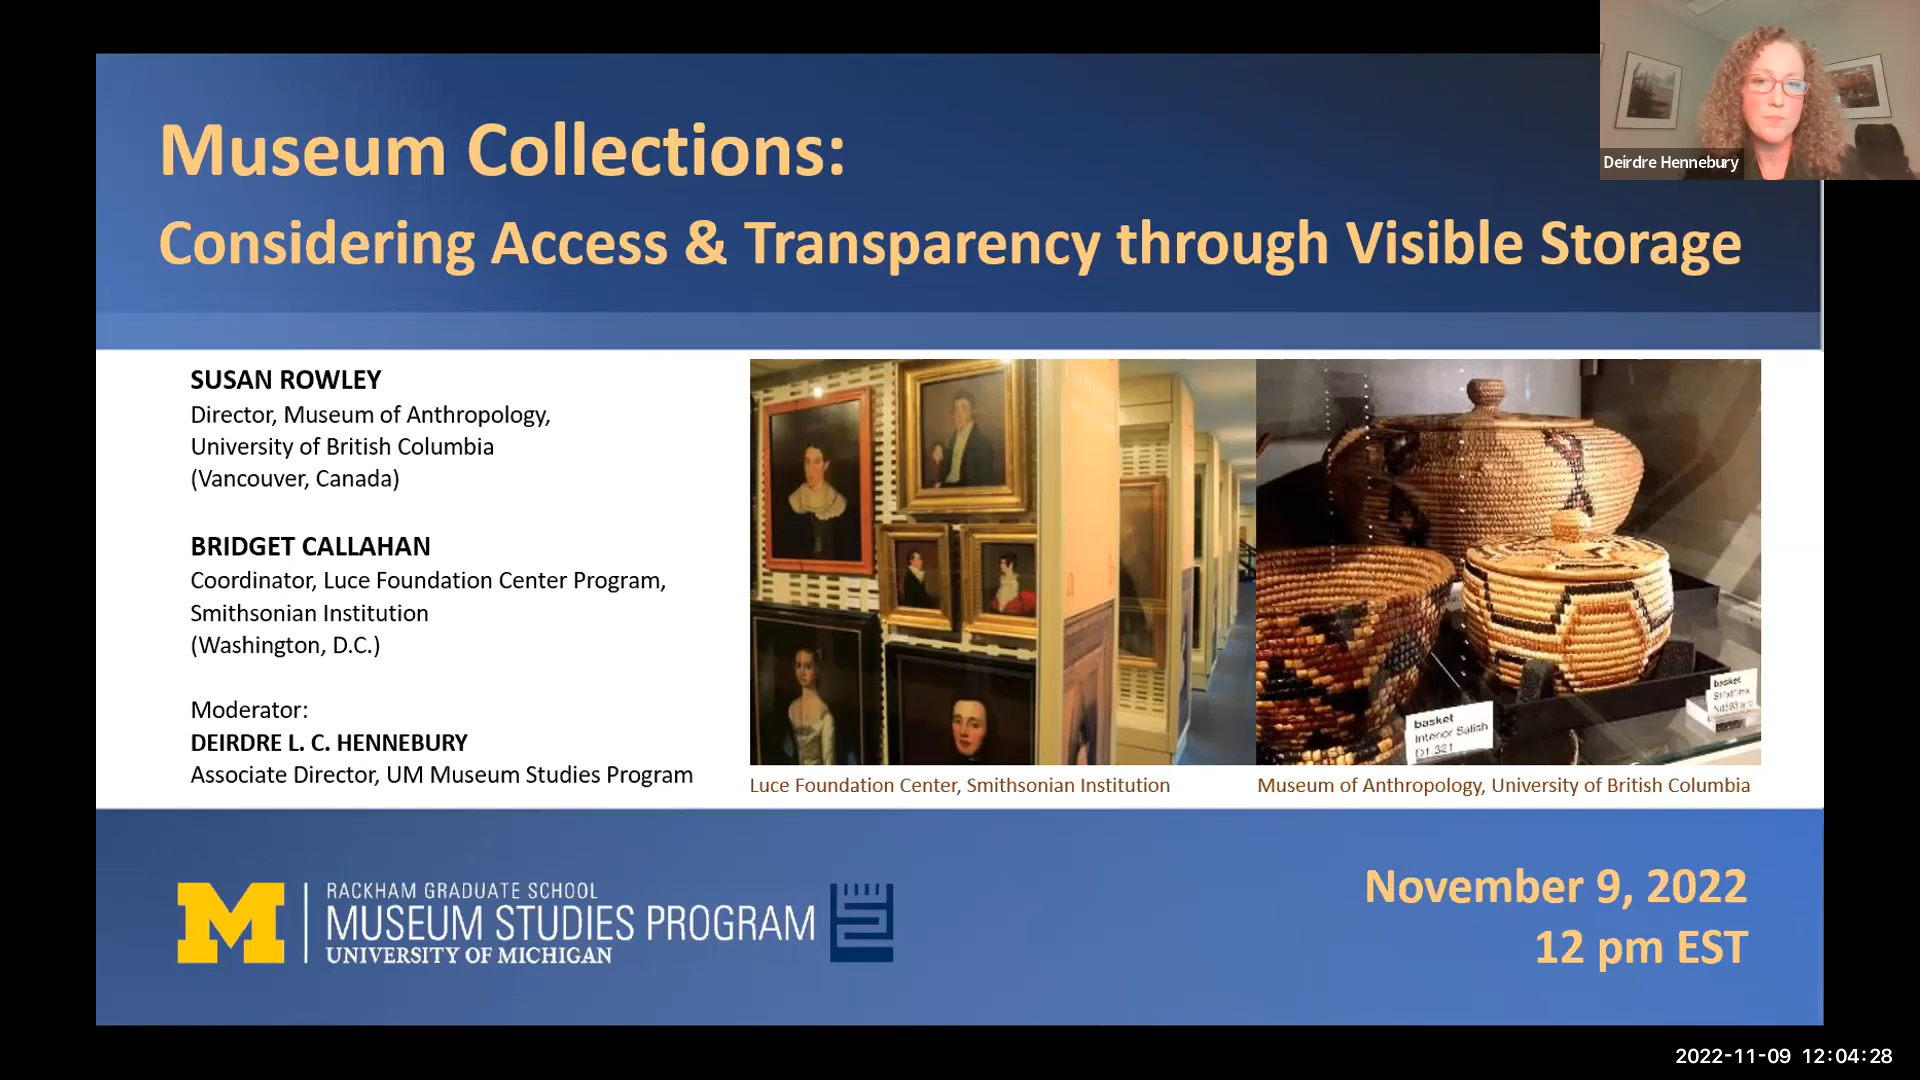 Museum Collections:
Considering Access & Transparency through Visible Storage
Deirdre Hennebury
SUSAN ROWLEY
Director, Museum of Anthropology,
University of British Columbia
(Vancouver, Canada)
BRIDGET CALLAHAN
Coordinator, Luce Foundation Center Program,
Smithsonian Institution
(Washington, D.C.)
Moderator:
DEIRDRE L. C. HENNEBURY
Associate Director, UM Museum Studies Program
basket
Interior Salish
basket
Luce Foundation Center, Smithsonian Institution
Museum of Anthropology, University of British Columbia
M
RACKHAM GRADUATE SCHOOL
MUSEUM STUDIES PROGRAM
UNIVERSITY OF MICHIGAN
November 9, 2022
12 pm EST
2022-11-09 12:04:28